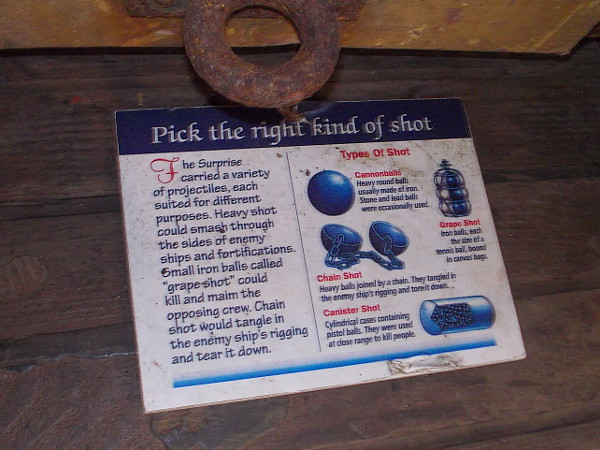 Pick the right kind of shot
The Surprise
carried a variety
of projectiles, each
suited for different
purposes. Heavy shot
could smash through
the sides of enemy
ships and fortifications.
Small iron balls called
"grape shot" could
kill and maim the
opposing crew. Chain
shot would tangle in
the enemy ship's rigging
and tear it down.
Types Of Shot
Cannonballs
Heavy round balls
usually made of iron.
Stone and lead balls
were occasionally used.
Grape Shot
Iron balls, each
the size of a
tennis ball, bound
in canvas bags.
Chain Shot
Heavy balls joined by a chain. They tangled in
the enemy ship's rigging and tore it down.
Canister Shot
Cylindrical cases containing
pistol balls. They were used
at close range to kill people.